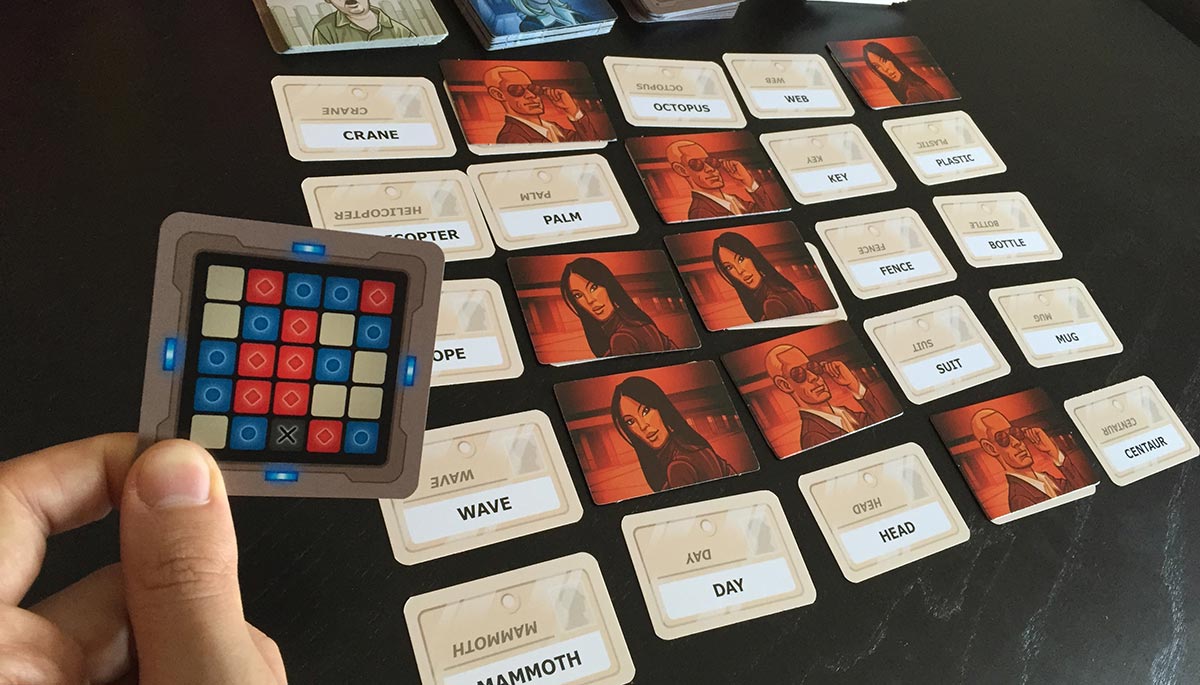 CRANE
CRANE
OCTOPUS
OCTOPUS
WEB
WEB
HELICOPTER
COPTER
PALM
PALM
KEY
KEY
PLASTIC
PLASTIC
OPE
FENCE
FENCE
BOTTLE
BOTTLE
WAVE
WAVE
SUIT
SUIT
MUG
MUG
MAMMOTH
MAMMOTH
DAY
DAY
HEAD
HEAD
CENTAUR
CENTAUR